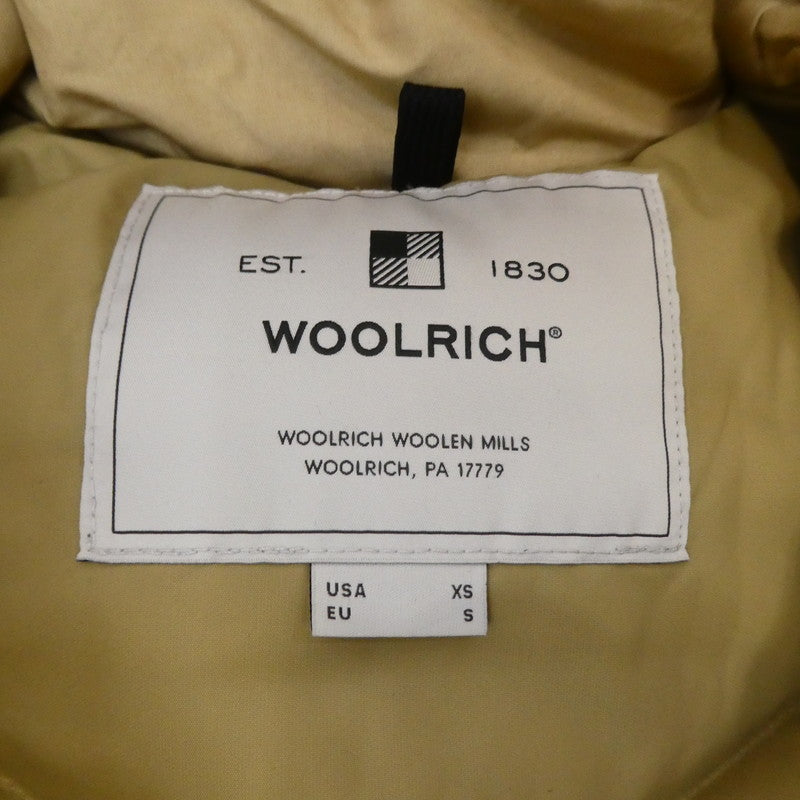 EST. 1830
WOOLRICH®
WOOLRICH WOOLEN MILLS
WOOLRICH, PA 17779
USA XS
EU S